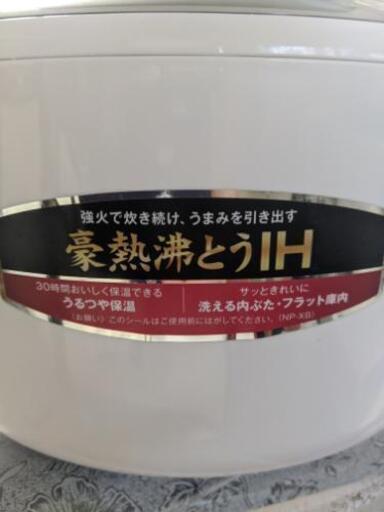 強火で炊き続け、うまみを引き出す
豪熱沸とうIH
30時間おいしく保温できる
うるつや保温
サッときれいに
洗える内ぶた・フラット庫内
〈お願い〉このシールはご使用前にはがしてください。(NP-XB)